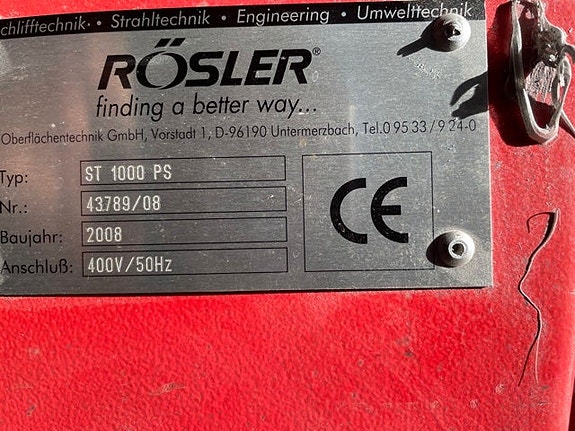 chlifftechnik · Strahltechnik · Engineering · Umwelttechnik
RÖSLER®
finding a better way...
Oberflächentechnik GmbH, Vorstadt 1, D-96190 Untermerzbach, Tel.0 95 33 / 9 24-0
Typ: ST 1000 PS
Nr.: 43789/08
Baujahr: 2008
Anschluß: 400V/50Hz
CE